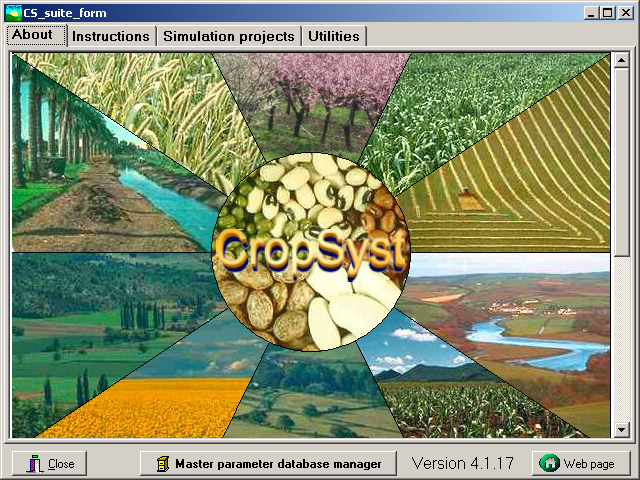 CS_suite_form
About Instructions Simulation projects Utilities
CropSyst
Close Master parameter database manager Version 4.1.17 Web page